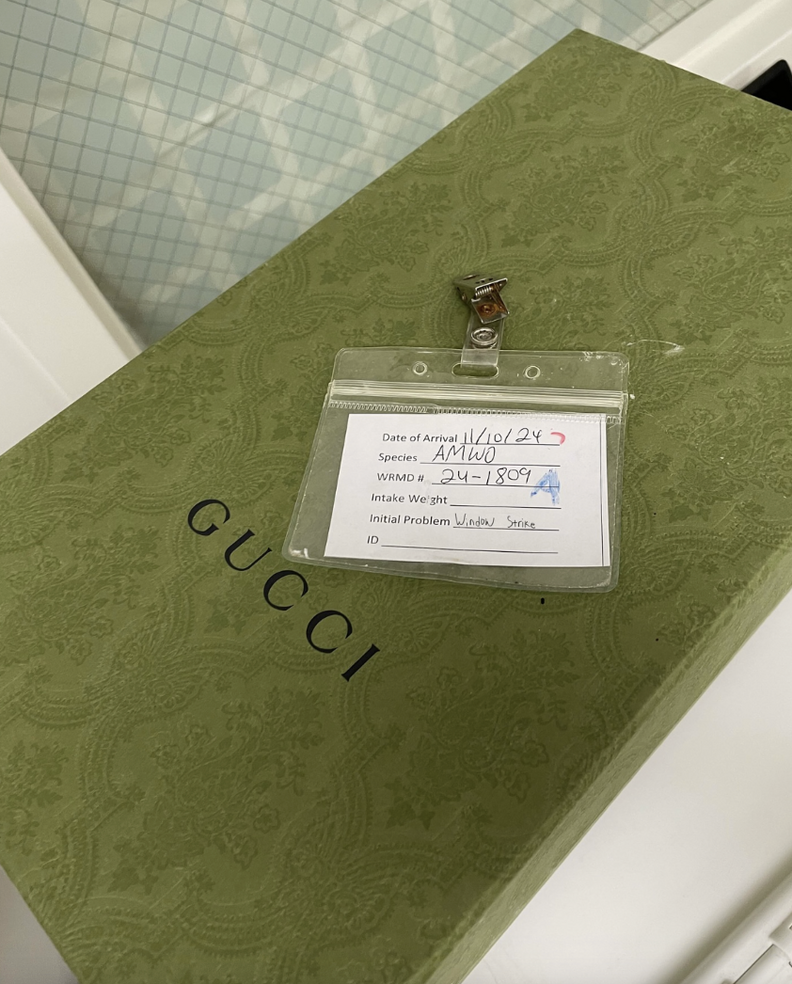 Date of Arrival 11/10/24
Species AMWO
WRMD # 24-1809
Intake Weight
Initial Problem Window Strike
ID
GUCCI